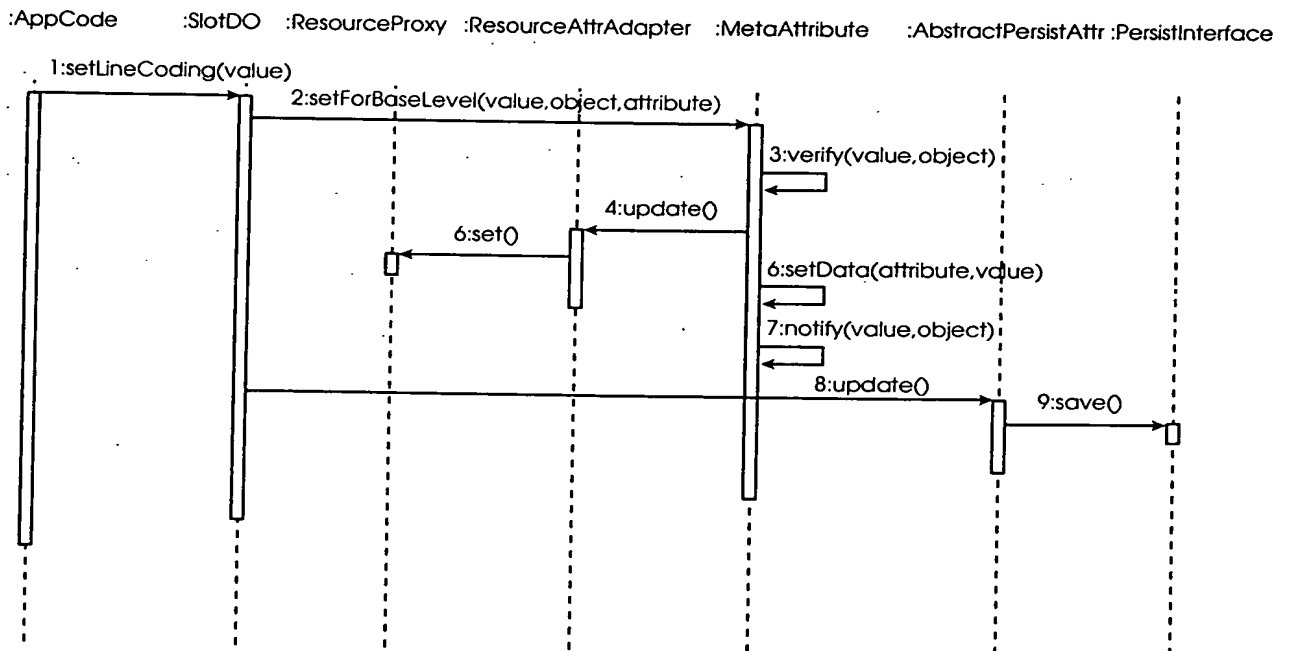 :AppCode :SlotDO :ResourceProxy :ResourceAttrAdapter :MetaAttribute :AbstractPersistAttr :PersistInterface
1:setLineCoding(value)
2:setForBaseLevel(value,object,attribute)
3:verify(value,object)
4:update()
6:set()
6:setData(attribute,value)
7:notify(value,object)
8:update()
9:save()